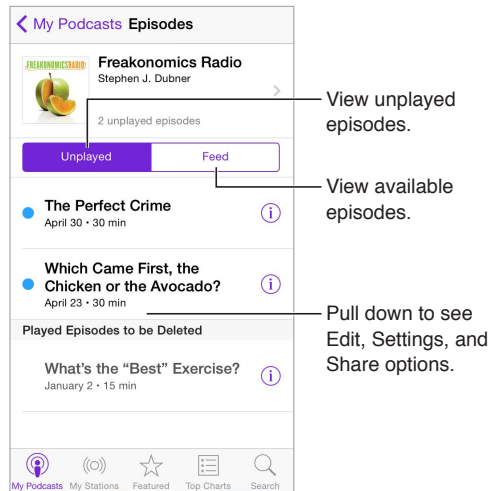 My Podcasts Episodes
FREAKONOMICSRADIO
Freakonomics Radio
Stephen J. Dubner
2 unplayed episodes
Unplayed
Feed
The Perfect Crime
April 30 • 30 min
Which Came First, the
Chicken or the Avocado?
April 23 • 30 min
Played Episodes to be Deleted
What's the “Best” Exercise?
January 2 • 15 min
My Podcasts
My Stations
Featured
Top Charts
Search
View unplayed
episodes.
View available
episodes.
Pull down to see
Edit, Settings, and
Share options.